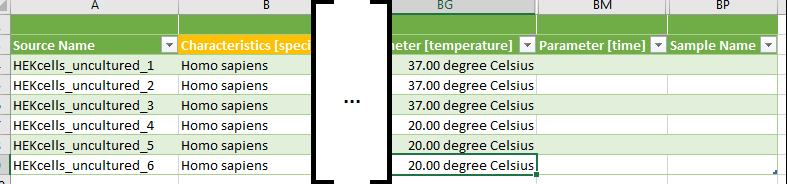 A B BG BM BP
Source Name Characteristics [speci ... eter [temperature] Parameter [time] Sample Name
HEKcells_uncultured_1 Homo sapiens 37.00 degree Celsius
HEKcells_uncultured_2 Homo sapiens 37.00 degree Celsius
HEKcells_uncultured_3 Homo sapiens 37.00 degree Celsius
HEKcells_uncultured_4 Homo sapiens 20.00 degree Celsius
HEKcells_uncultured_5 Homo sapiens 20.00 degree Celsius
HEKcells_uncultured_6 Homo sapiens 20.00 degree Celsius